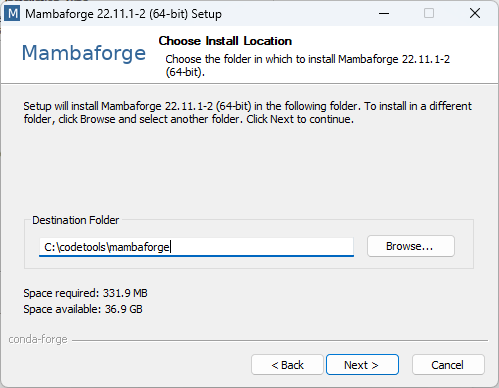 Mambaforge 22.11.1-2 (64-bit) Setup
Mambaforge
Choose Install Location
Choose the folder in which to install Mambaforge 22.11.1-2
(64-bit).
Setup will install Mambaforge 22.11.1-2 (64-bit) in the following folder. To install in a different
folder, click Browse and select another folder. Click Next to continue.
Destination Folder
C:\codetools\mambaforge
Browse...
Space required: 331.9 MB
Space available: 36.9 GB
conda-forge
< Back
Next >
Cancel